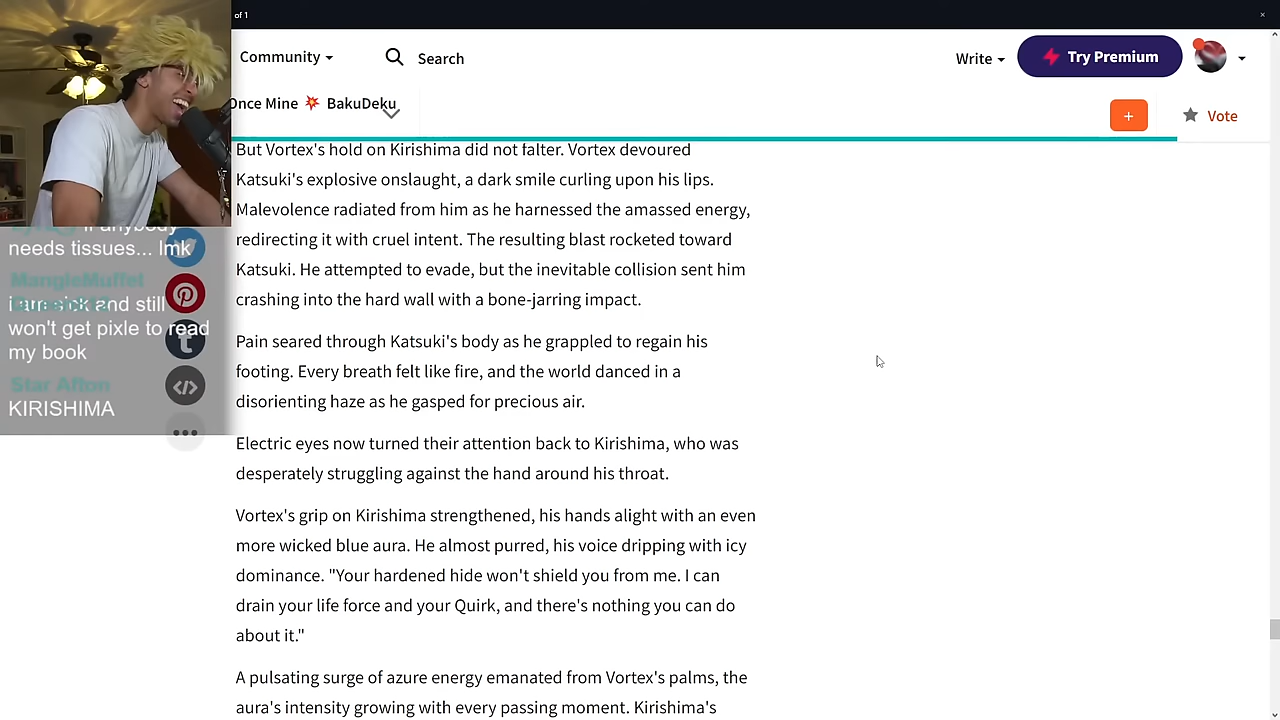 of 1
Community
Search
Write
Try Premium
Once Mine 💥 BakuDeku
+
Vote
But Vortex's hold on Kirishima did not falter. Vortex devoured
Katsuki's explosive onslaught, a dark smile curling upon his lips.
Malevolence radiated from him as he harnessed the amassed energy,
redirecting it with cruel intent. The resulting blast rocketed toward
Katsuki. He attempted to evade, but the inevitable collision sent him
crashing into the hard wall with a bone-jarring impact.
Pain seared through Katsuki's body as he grappled to regain his
footing. Every breath felt like fire, and the world danced in a
disorienting haze as he gasped for precious air.
Electric eyes now turned their attention back to Kirishima, who was
desperately struggling against the hand around his throat.
Vortex's grip on Kirishima strengthened, his hands alight with an even
more wicked blue aura. He almost purred, his voice dripping with icy
dominance. "Your hardened hide won't shield you from me. I can
drain your life force and your Quirk, and there's nothing you can do
about it."
A pulsating surge of azure energy emanated from Vortex's palms, the
aura's intensity growing with every passing moment. Kirishima's
if anybody
needs tissues... lmk
MangleMuffet
i am sick and still
won't get pixle to read
my book
Star Afton
KIRISHIMA